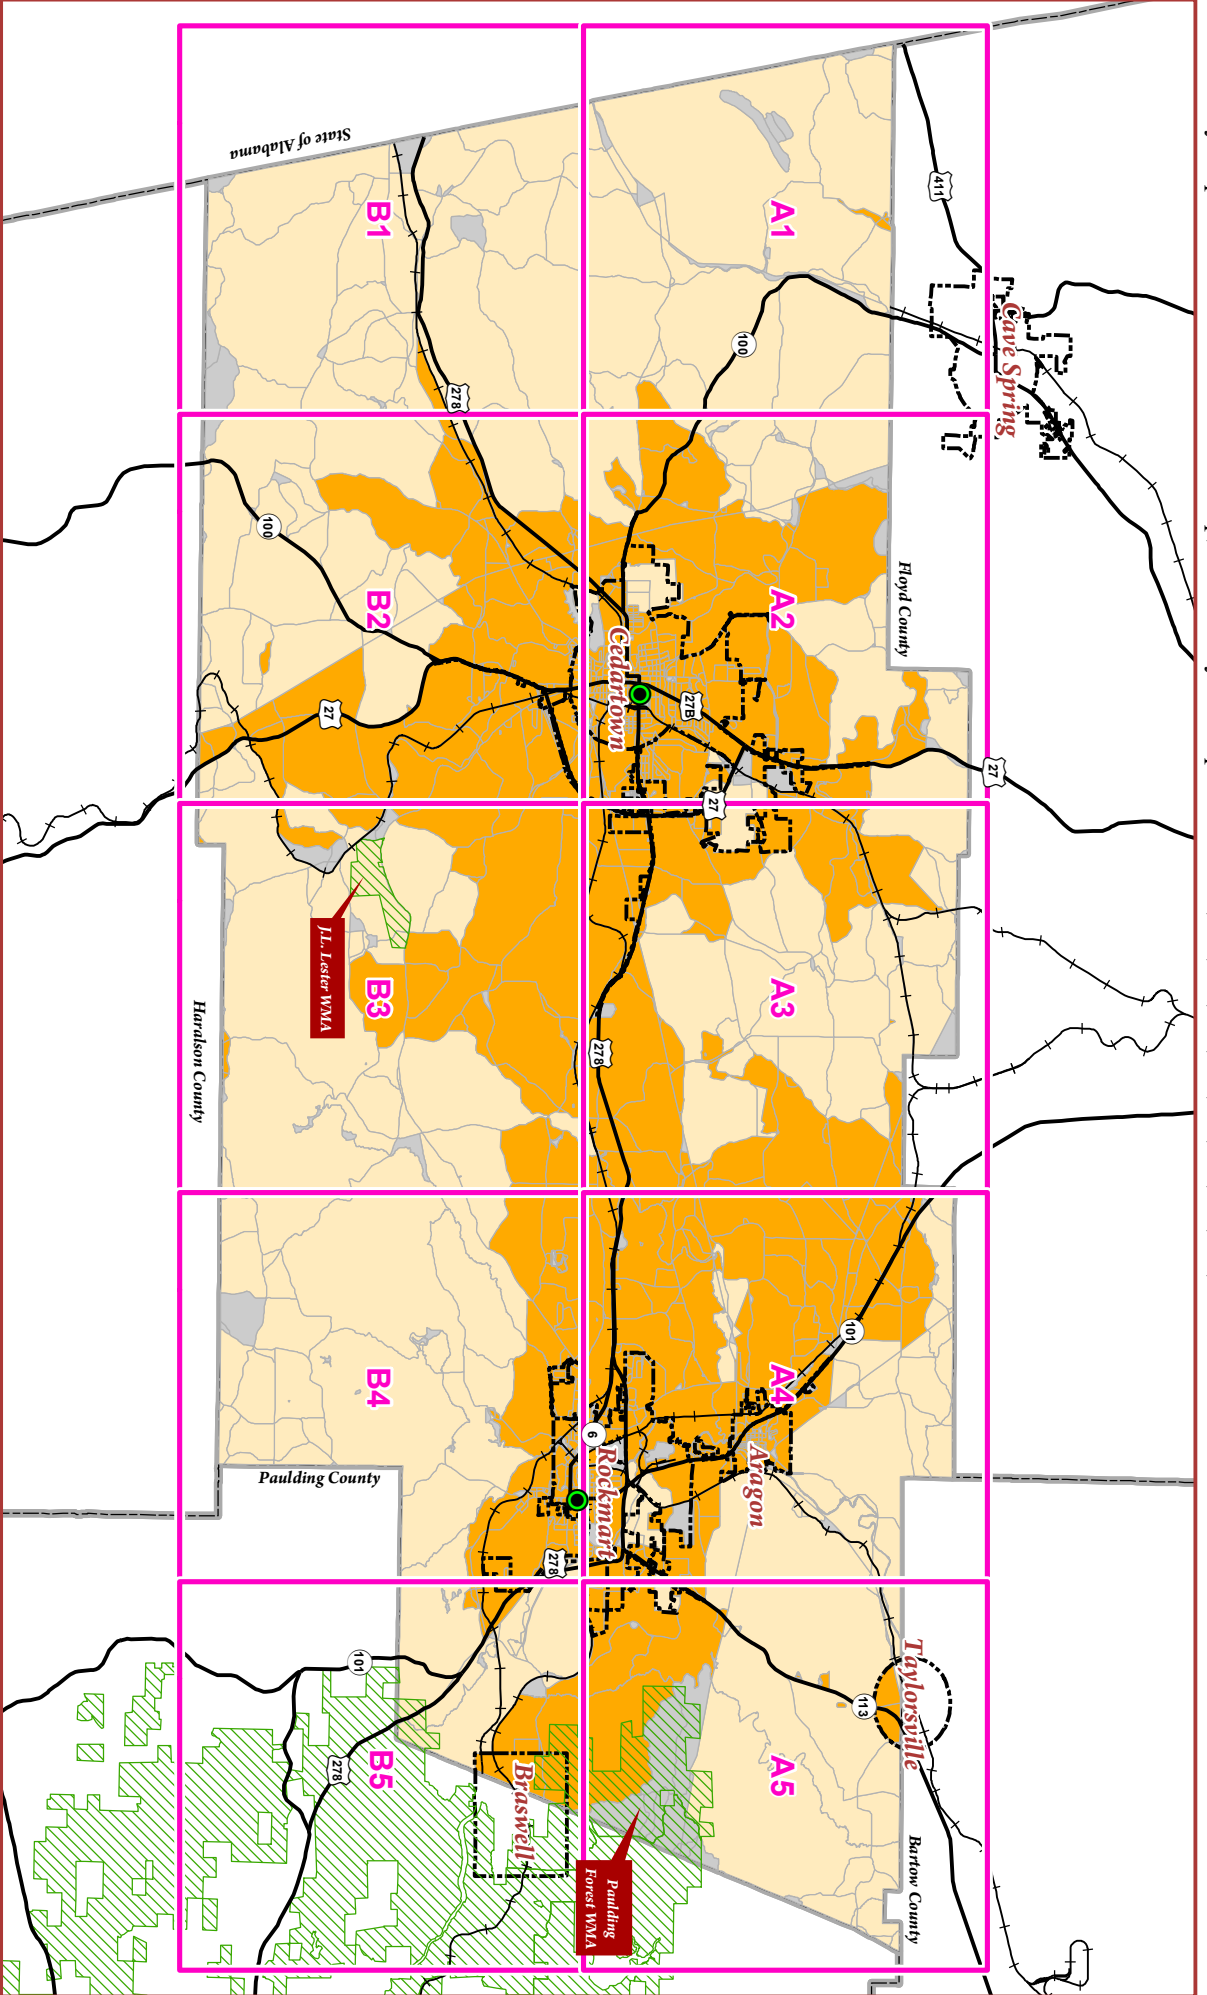 State of Alabama
411
Cave Spring
A1
B1
100
278
Floyd County
A2
B2
100
Cedartown
27B
27
27
27
A3
B3
J.L. Lester WMA
278
Haralson County
101
A4
B4
6
Rockmart
Aragon
Paulding County
278
Taylorsville
113
A5
B5
101
278
Braswell
Paulding
Forest WMA
Bartow County